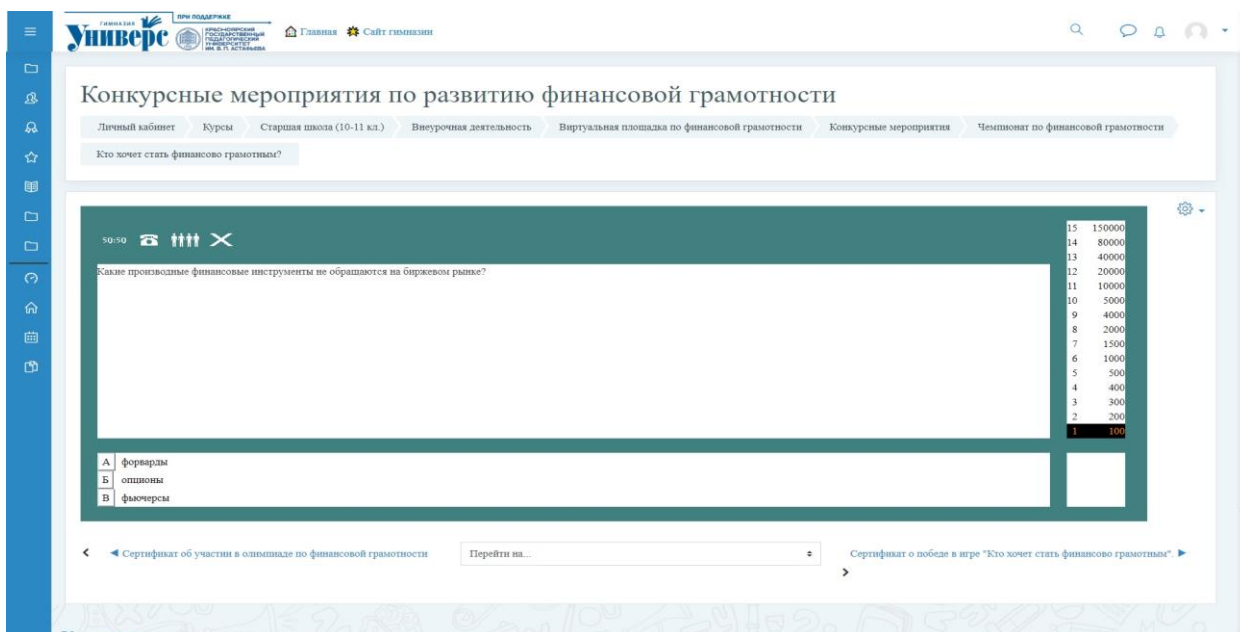 ГИМНАЗИЯ
Универс
ПРИ ПОДДЕРЖКЕ
КРАСНОЯРСКИЙ
ГОСУДАРСТВЕННЫЙ
ПЕДАГОГИЧЕСКИЙ
УНИВЕРСИТЕТ
ИМ. В. П. АСТАФЬЕВА
Главная Сайт гимназии
Конкурсные мероприятия по развитию финансовой грамотности
Личный кабинет Курсы Старшая школа (10-11 кл.) Внеурочная деятельность Виртуальная площадка по финансовой грамотности Конкурсные мероприятия Чемпионат по финансовой грамотности
Кто хочет стать финансово грамотным?
50:50
Какие производные финансовые инструменты не обращаются на биржевом рынке?
15 150000
14 80000
13 40000
12 20000
11 10000
10 5000
9 4000
8 2000
7 1500
6 1000
5 500
4 400
3 300
2 200
1 100
А форварды
Б опционы
В фьючерсы
◄ Сертификат об участии в олимпиаде по финансовой грамотности
Перейти на...
Сертификат о победе в игре "Кто хочет стать финансово грамотным". ►